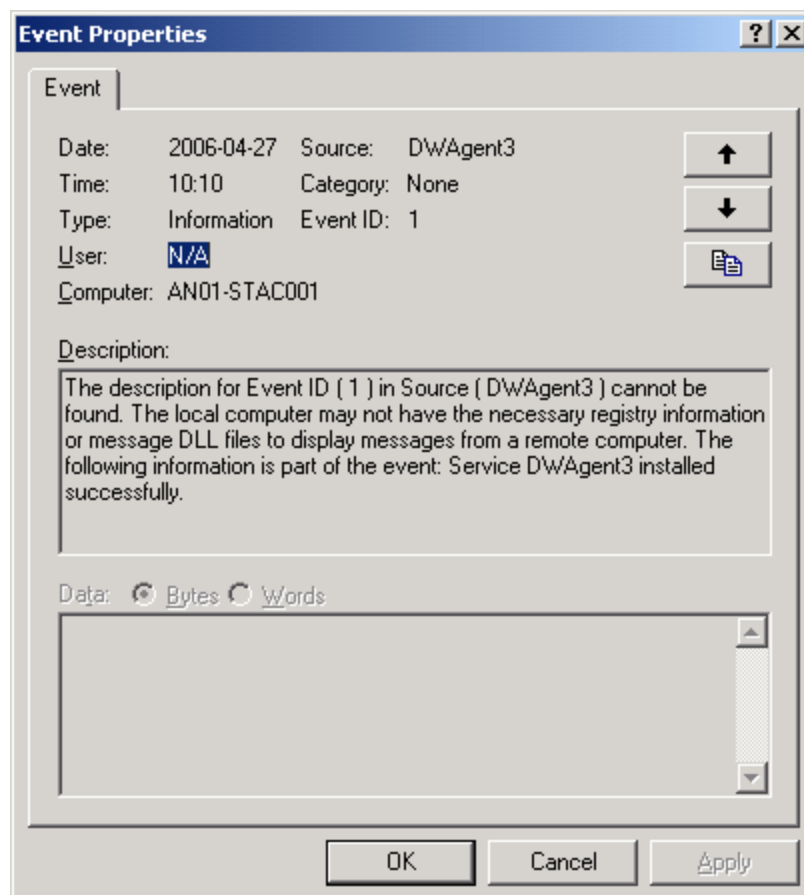 Event Properties
Event
Date: 2006-04-27 Source: DWAgent3
Time: 10:10 Category: None
Type: Information Event ID: 1
User: N/A
Computer: AN01-STAC001
Description:
The description for Event ID ( 1 ) in Source ( DWAgent3 ) cannot be
found. The local computer may not have the necessary registry information
or message DLL files to display messages from a remote computer. The
following information is part of the event: Service DWAgent3 installed
successfully.
Data: Bytes Words
OK Cancel Apply